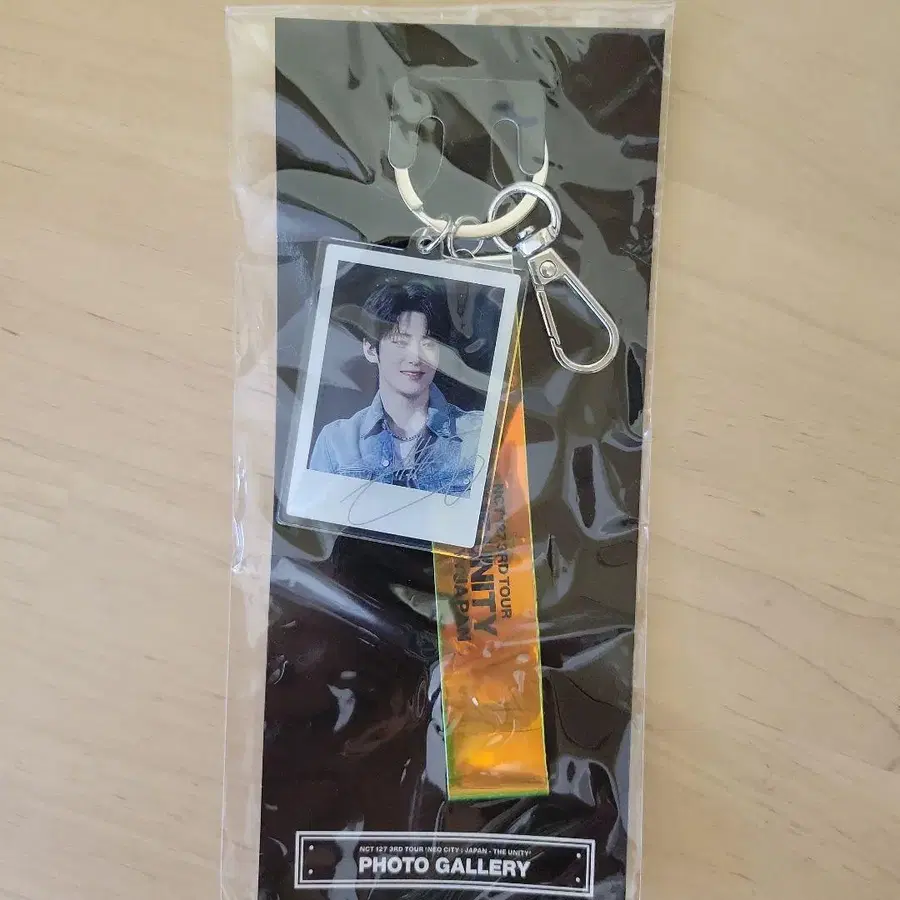 NCT 127 3RD TOUR
UNITY
JAPAN
NCT 127 3RD TOUR 'NEO CITY : JAPAN - THE UNITY'
PHOTO GALLERY